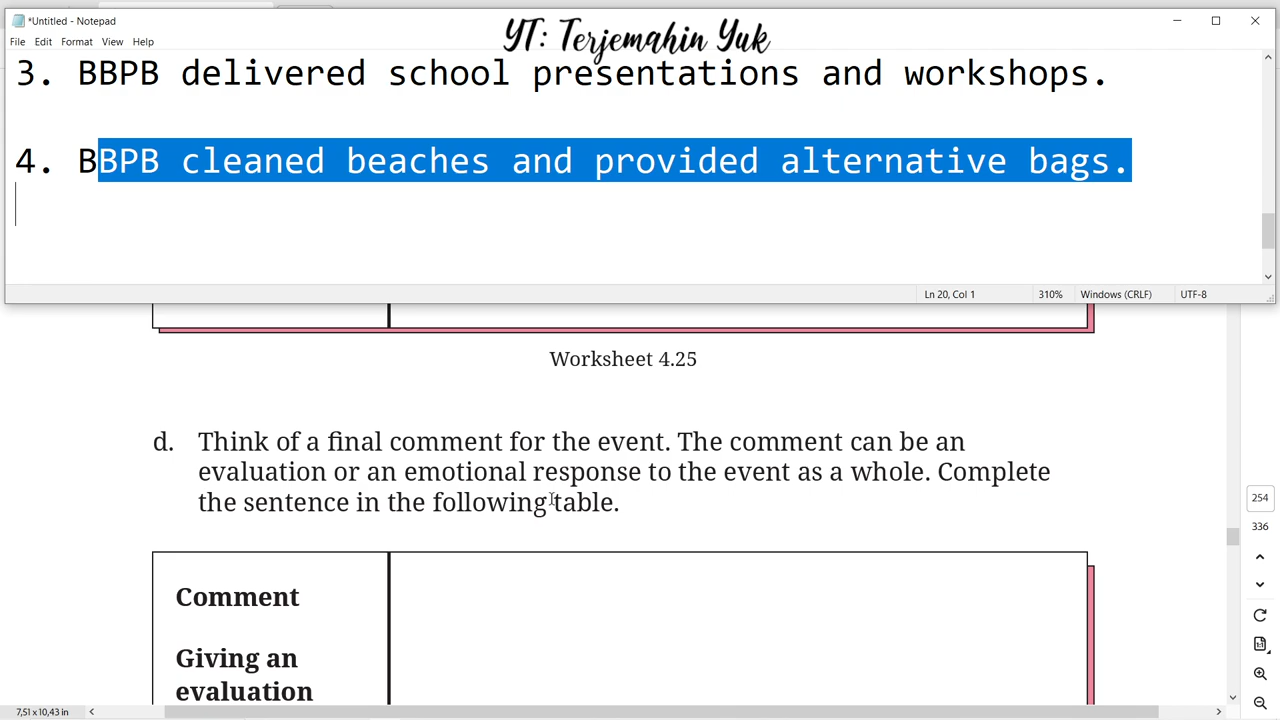 *Untitled - Notepad
YT: Terjemahin Yuk
File Edit Format View Help
3. BBPB delivered school presentations and workshops.
4. BBPB cleaned beaches and provided alternative bags.
Ln 20, Col 1 310% Windows (CRLF) UTF-8
Worksheet 4.25
d. Think of a final comment for the event. The comment can be an
evaluation or an emotional response to the event as a whole. Complete
the sentence in the following table.
254
336
Comment
Giving an
evaluation
7,51 x 10,43 in